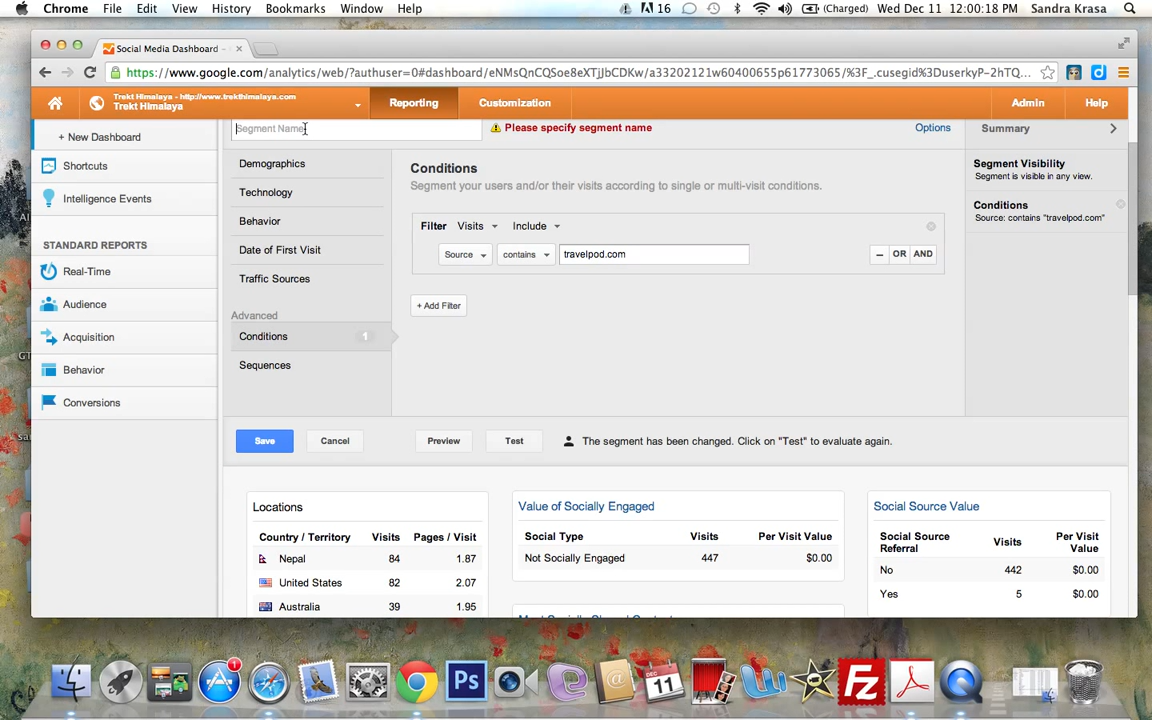 Chrome File Edit View History Bookmarks Window Help 16 (Charged) Wed Dec 11 12:00:18 PM Sandra Krasa
Social Media Dashboard -
https://www.google.com/analytics/web/?authuser=0#dashboard/eNMsQnCQSoe8eXTjJbCDKw/a33202121w60400655p61773065/%3F_.cusegid%3DuserkyP-2hTQ...
Trekt Himalaya - http://www.trekthimalaya.com
Trekt Himalaya
Reporting Customization Admin Help
+ New Dashboard
Shortcuts
Intelligence Events
STANDARD REPORTS
Real-Time
Audience
Acquisition
Behavior
Conversions
Segment Name
Please specify segment name
Options
Summary
Demographics
Technology
Behavior
Date of First Visit
Traffic Sources
Advanced
Conditions 1
Sequences
Conditions
Segment your users and/or their visits according to single or multi-visit conditions.
Filter Visits Include
Source contains travelpod.com – OR AND
+ Add Filter
Segment Visibility
Segment is visible in any view.
Conditions
Source: contains "travelpod.com"
Save Cancel Preview Test The segment has been changed. Click on "Test" to evaluate again.
Locations
Country / Territory Visits Pages / Visit
Nepal 84 1.87
United States 82 2.07
Australia 39 1.95
Value of Socially Engaged
Social Type Visits Per Visit Value
Not Socially Engaged 447 $0.00
Social Source Value
Social Source Referral Visits Per Visit Value
No 442 $0.00
Yes 5 $0.00
1
DEC
11
Ps
Fz